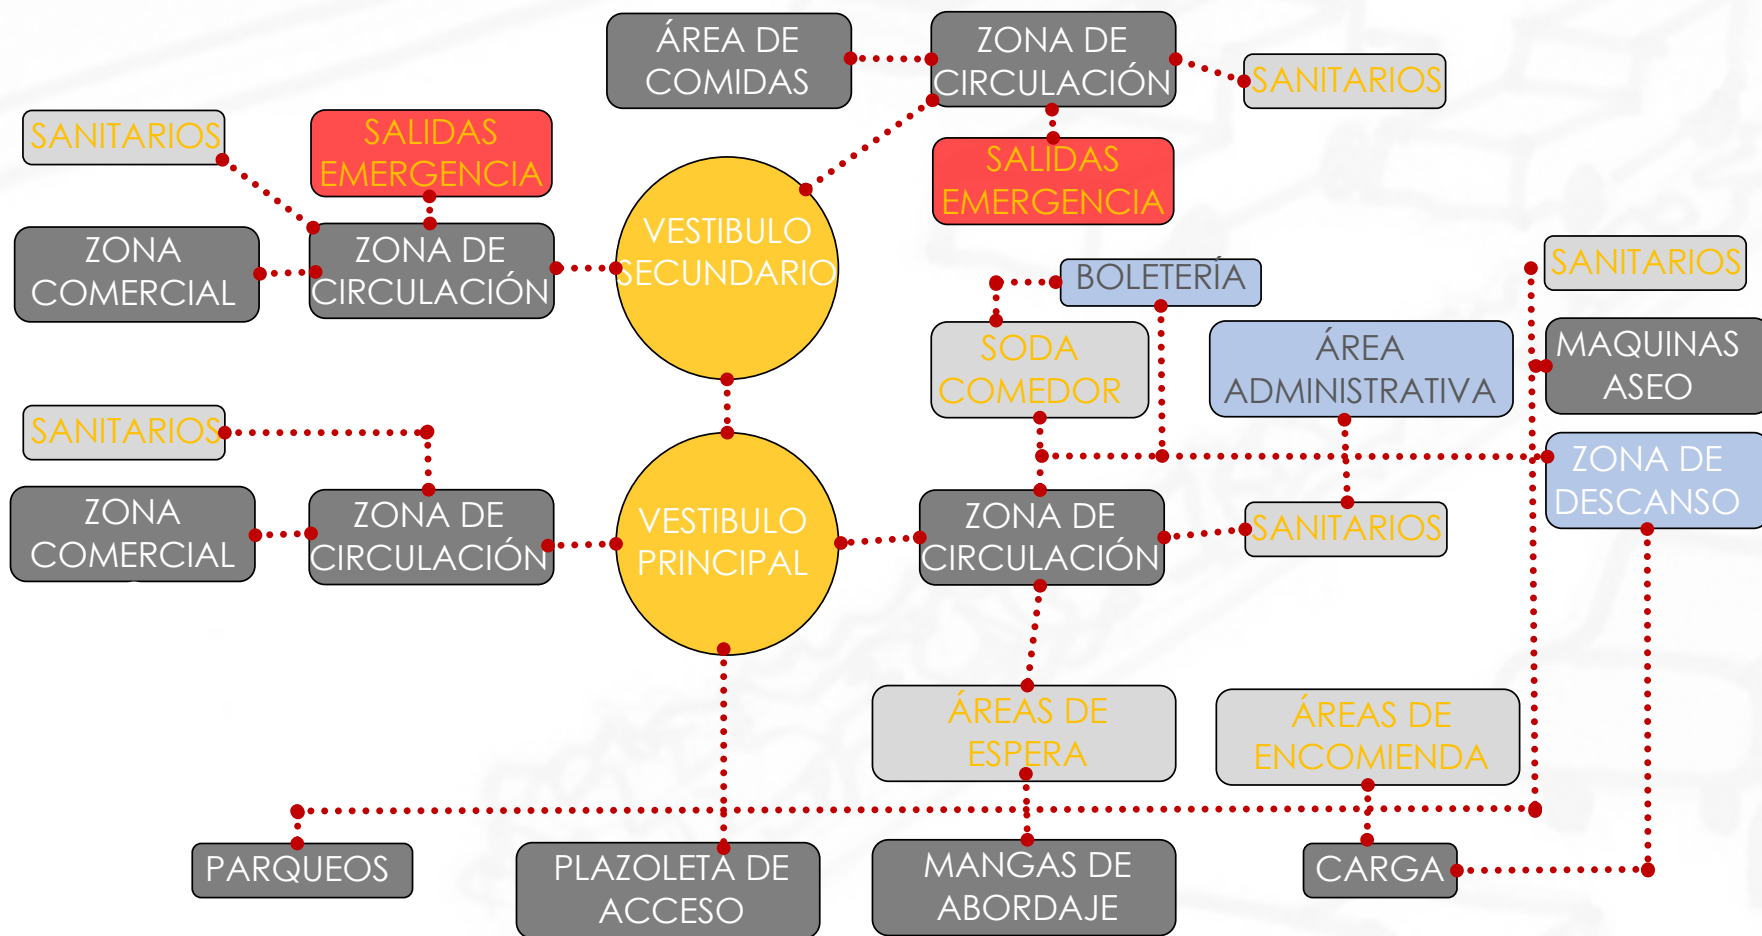 ÁREA DE
COMIDAS
ZONA DE
CIRCULACIÓN
SANITARIOS
SANITARIOS
SALIDAS
EMERGENCIA
SALIDAS
EMERGENCIA
ZONA
COMERCIAL
ZONA DE
CIRCULACIÓN
VESTIBULO
SECUNDARIO
BOLETERÍA
SANITARIOS
SODA
COMEDOR
ÁREA
ADMINISTRATIVA
MAQUINAS
ASEO
SANITARIOS
ZONA DE
DESCANSO
ZONA
COMERCIAL
ZONA DE
CIRCULACIÓN
VESTIBULO
PRINCIPAL
ZONA DE
CIRCULACIÓN
SANITARIOS
ÁREAS DE
ESPERA
ÁREAS DE
ENCOMIENDA
PARQUEOS
PLAZOLETA DE
ACCESO
MANGAS DE
ABORDAJE
CARGA